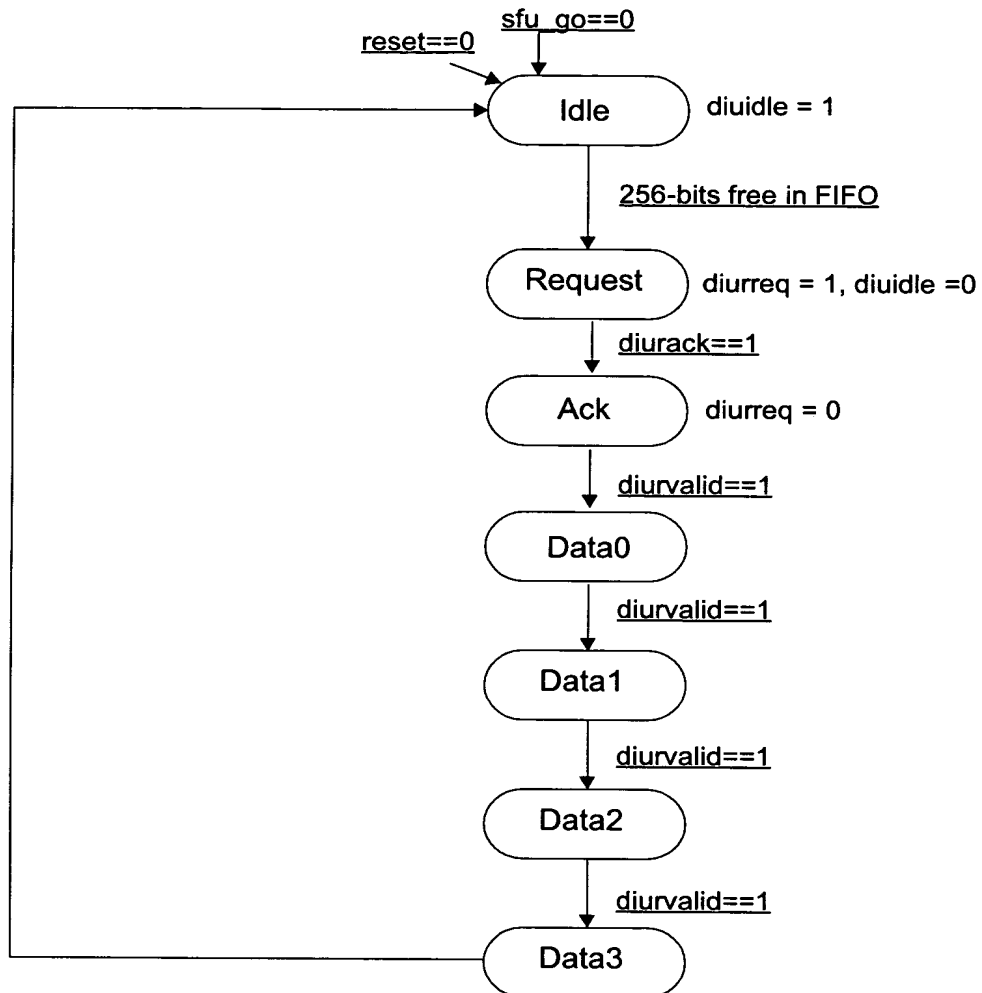 sfu_go==0
reset==0
Idle
diuidle = 1
256-bits free in FIFO
Request
diurreq = 1, diuidle =0
diurack==1
Ack
diurreq = 0
diurvalid==1
Data0
diurvalid==1
Data1
diurvalid==1
Data2
diurvalid==1
Data3